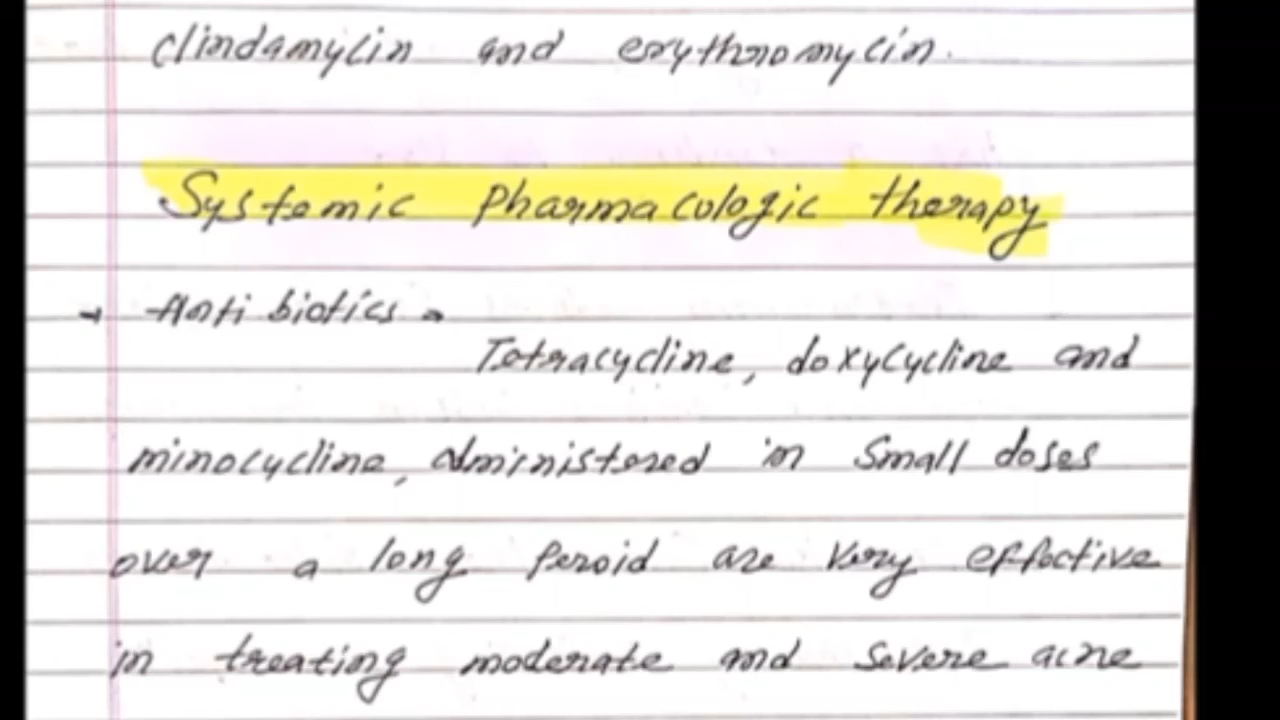 clindamycin and erythromycin.
Systemic Pharmacologic therapy
→ Antibiotics →
Tetracycline, doxycycline and
minocycline, administered in small doses
over a long peroid are very effective
in treating moderate and severe acne